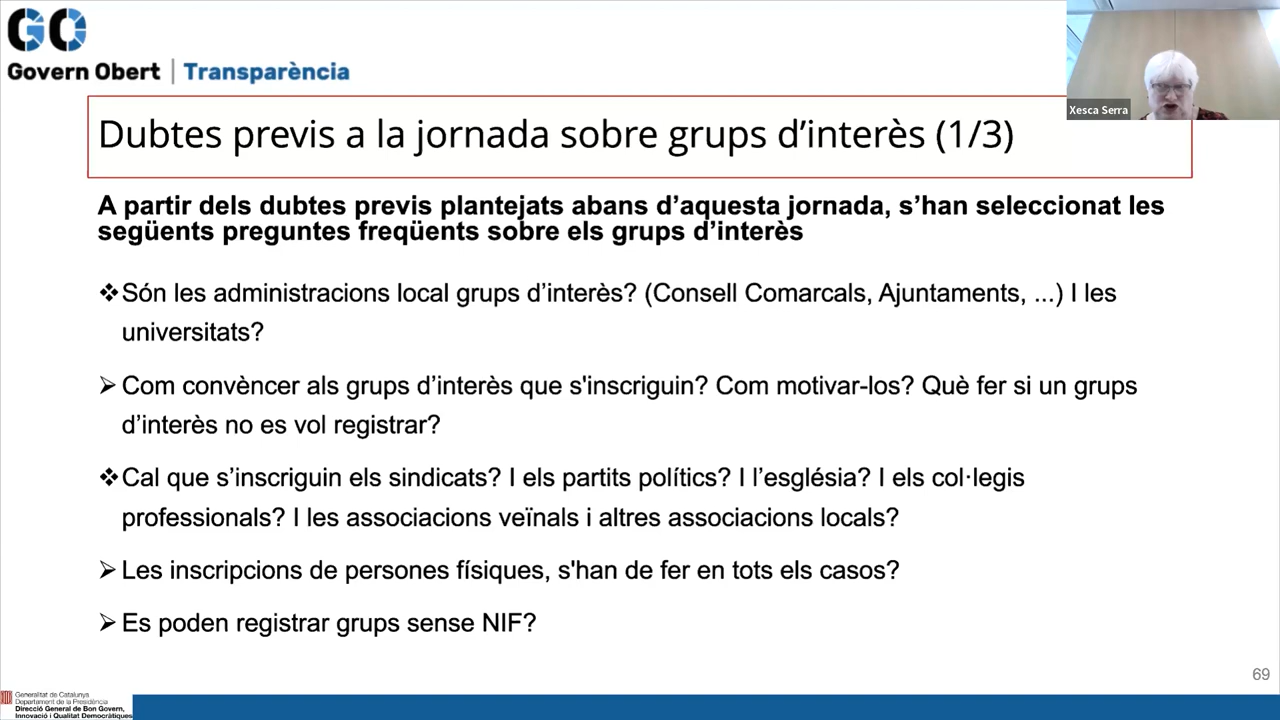 GO
Govern Obert | Transparència
Xesca Serra
Dubtes previs a la jornada sobre grups d’interès (1/3)
A partir dels dubtes previs plantejats abans d’aquesta jornada, s’han seleccionat les
següents preguntes freqüents sobre els grups d’interès
❖Són les administracions local grups d’interès? (Consell Comarcals, Ajuntaments, ...) I les
universitats?
➢Com convèncer als grups d’interès que s'inscriguin? Com motivar-los? Què fer si un grups
d’interès no es vol registrar?
❖Cal que s’inscriguin els sindicats? I els partits polítics? I l’església? I els col·legis
professionals? I les associacions veïnals i altres associacions locals?
➢Les inscripcions de persones físiques, s'han de fer en tots els casos?
➢Es poden registrar grups sense NIF?
69
Generalitat de Catalunya
Departament de la Presidència
Direcció General de Bon Govern,
Innovació i Qualitat Democràtiques